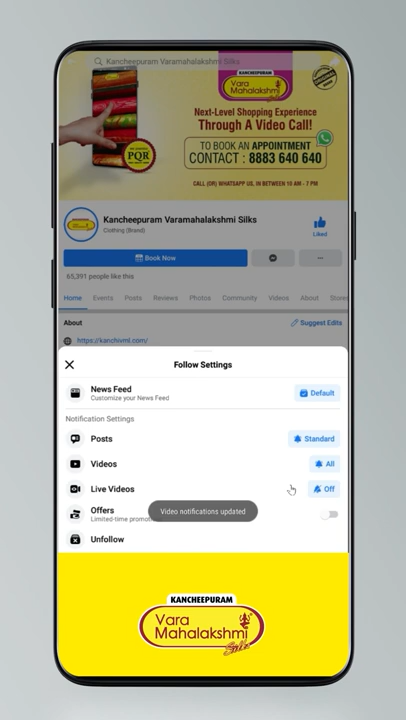 Kancheepuram Varamahalakshmi Silks
KANCHEEPURAM
Vara
Mahalakshmi
Silks
Next-Level Shopping Experience
Through A Video Call!
TO BOOK AN APPOINTMENT
CONTACT : 8883 640 640
CALL (OR) WHATSAPP US, IN BETWEEN 10 AM - 7 PM
PQR
Kancheepuram Varamahalakshmi Silks
Clothing (Brand)
Liked
Book Now
65,391 people like this
Home Events Posts Reviews Photos Community Videos About Stores
About
Suggest Edits
https://kanchivml.com/
Follow Settings
News Feed
Customize your News Feed
Default
Notification Settings
Posts
Standard
Videos
All
Live Videos
Off
Video notifications updated
Offers
Limited-time promo
Unfollow
KANCHEEPURAM
Vara
Mahalakshmi
Silks